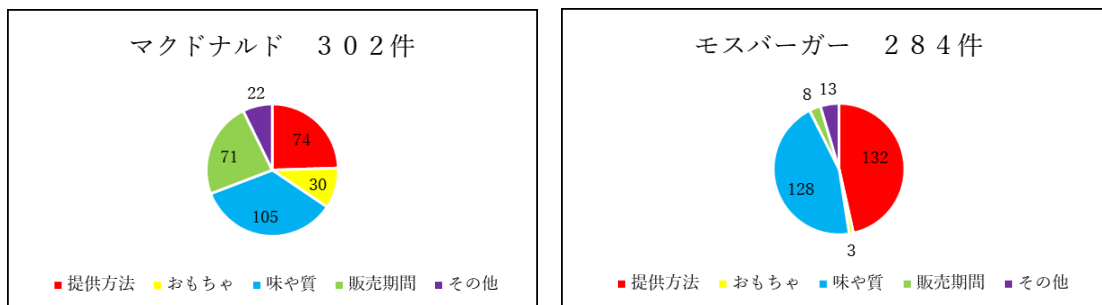 マクドナルド　３０２件
22
74
71
30
105
提供方法 おもちゃ 味や質 販売期間 その他
モスバーガー　２８４件
13
8
132
128
3
提供方法 おもちゃ 味や質 販売期間 その他